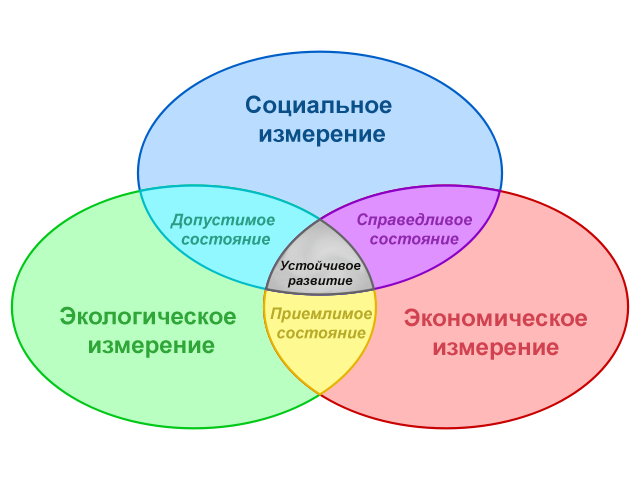 Социальное
измерение
Допустимое
состояние
Справедливое
состояние
Устойчивое
развитие
Экологическое
измерение
Приемлимое
состояние
Экономическое
измерение